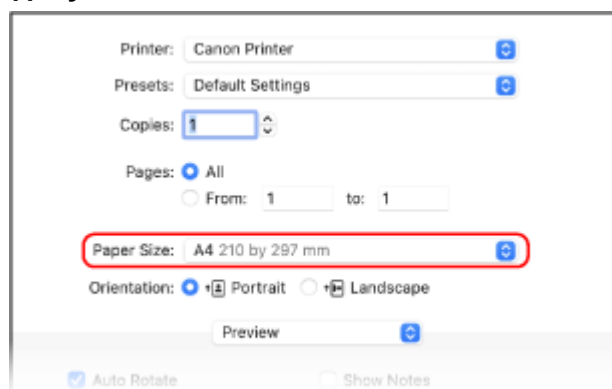 Printer: Canon Printer
Presets: Default Settings
Copies: 1
Pages: All
From: 1 to: 1
Paper Size: A4 210 by 297 mm
Orientation: Portrait Landscape
Preview
Auto Rotate Show Notes